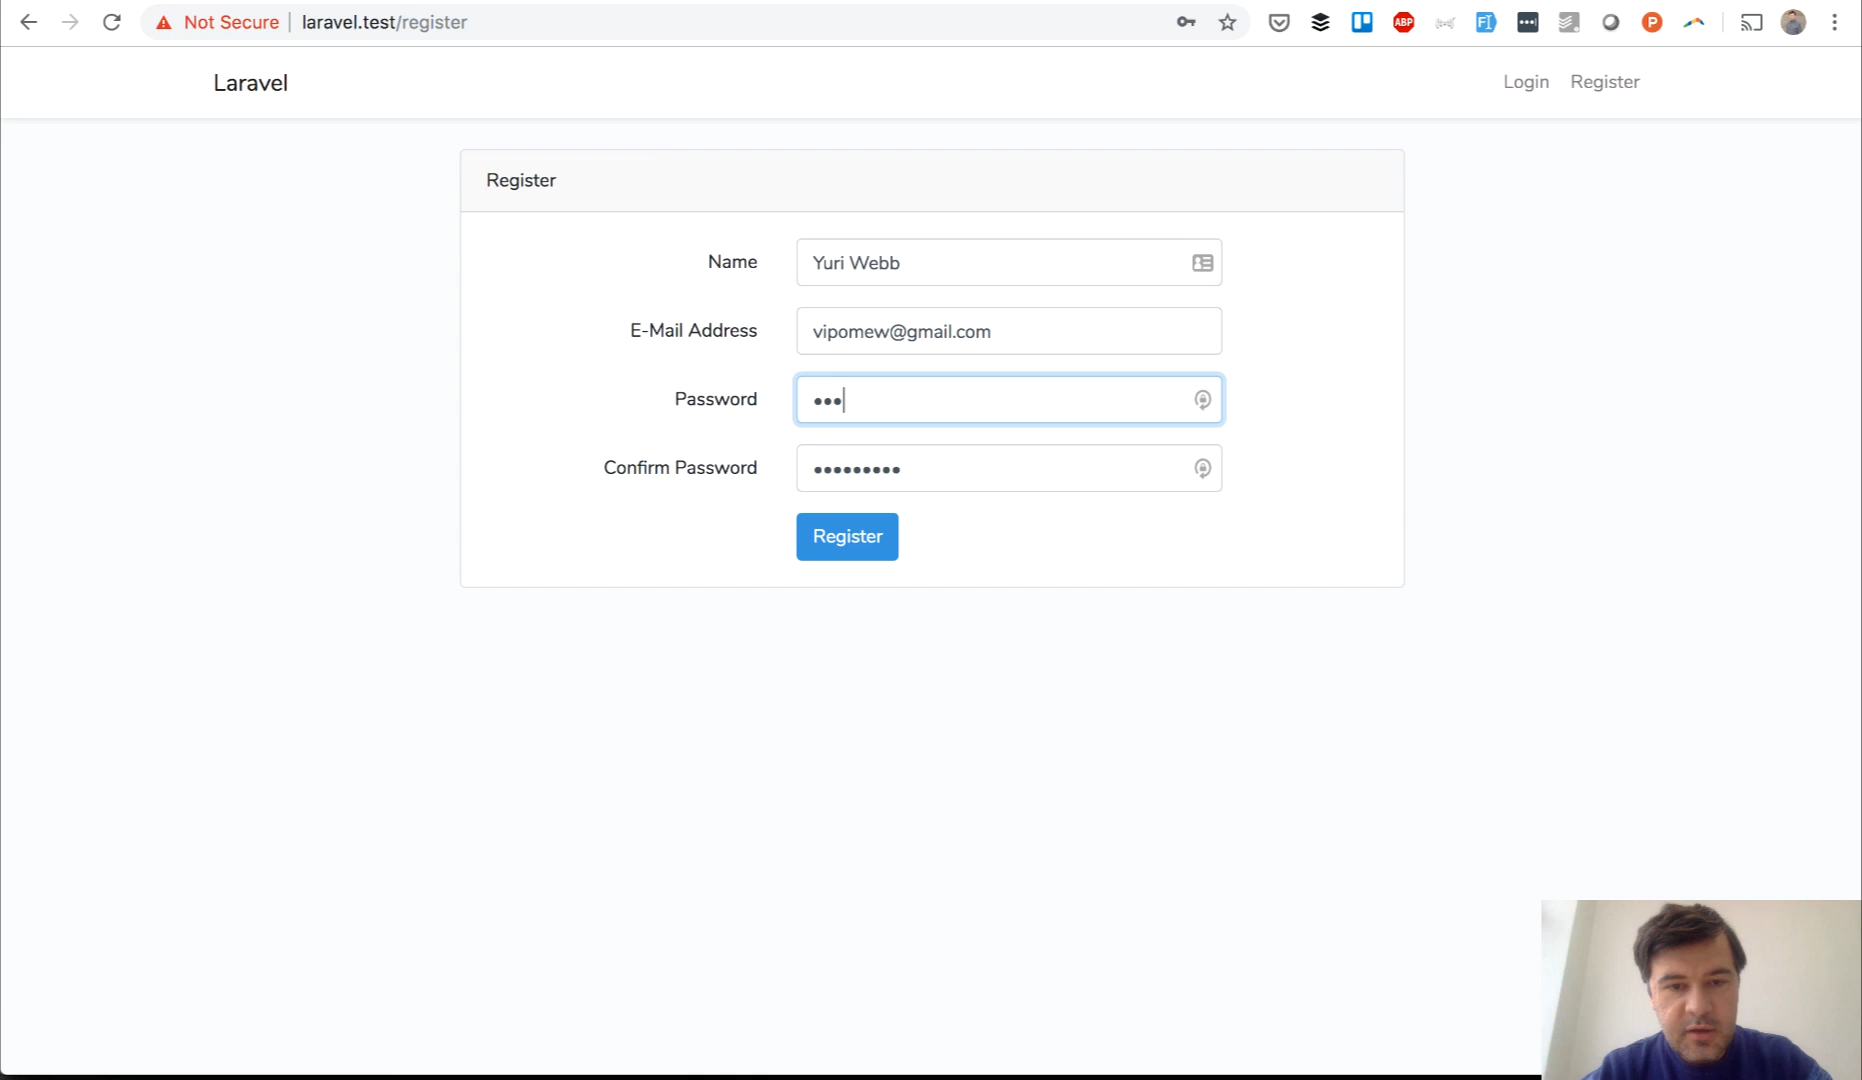 Not Secure | laravel.test/register
ABP
P
Laravel
Login Register
Register
Name
Yuri Webb
E-Mail Address
vipomew@gmail.com
Password
•••
Confirm Password
•••••••••
Register